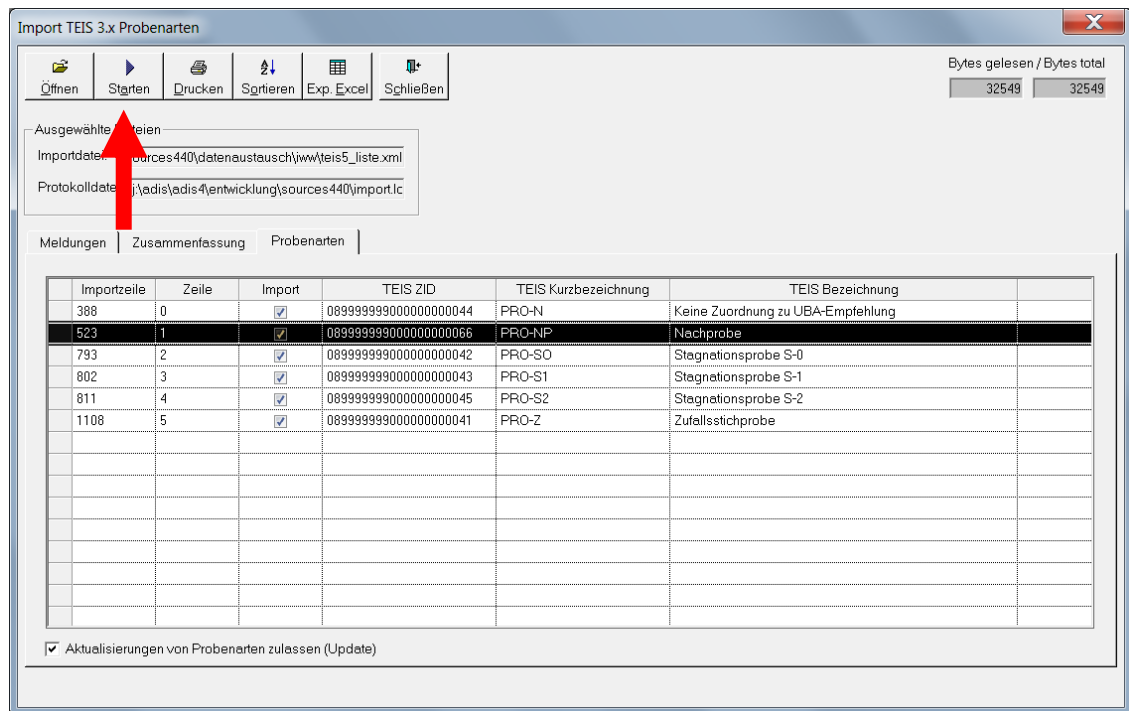 Import TEIS 3.x Probenarten
Öffnen Starten Drucken Sortieren Exp. Excel Schließen
Bytes gelesen / Bytes total
32549 32549
Ausgewählte
Importdatei: \datenaustausch\iww\teis5_liste.xml
j:\adis\adis4\entwicklung\sources440\import.lc
Meldungen Zusammenfassung Probenarten
Importzeile Zeile Import TEIS ZID TEIS Kurzbezeichnung TEIS Bezeichnung
388 0 089999999000000000044 PRO-N Keine Zuordnung zu UBA-Empfehlung
523 1 089999999000000000066 PRO-NP Nachprobe
793 2 089999999000000000042 PRO-SO Stagnationsprobe S-0
802 3 089999999000000000043 PRO-S1 Stagnationsprobe S-1
811 4 089999999000000000045 PRO-S2 Stagnationsprobe S-2
1108 5 089999999000000000041 PRO-Z Zufallsstichprobe
Aktualisierungen von Probenarten zulassen (Update)